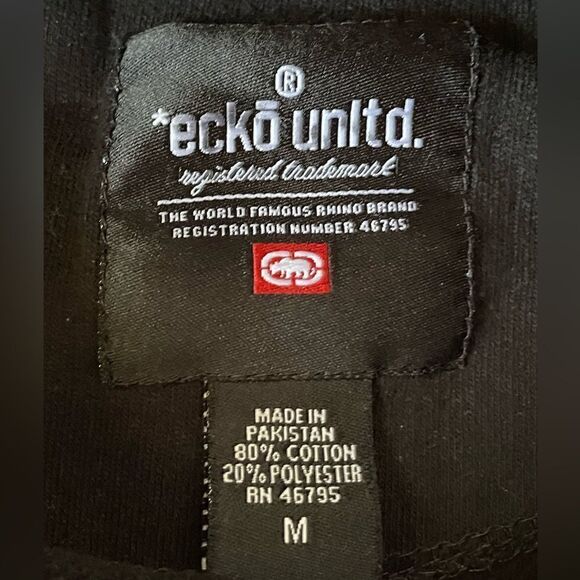 ®
*eckō unltd.
registered trademark
THE WORLD FAMOUS RHINO BRAND
REGISTRATION NUMBER 46795
MADE IN
PAKISTAN
80% COTTON
20% POLYESTER
RN 46795
M